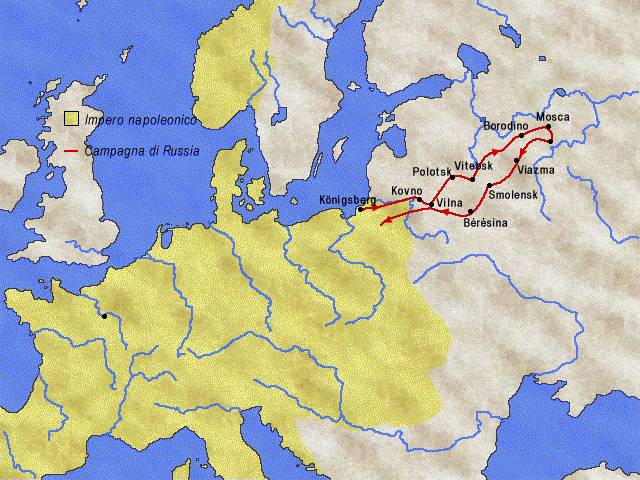 Impero napoleonico
Campagna di Russia
Mosca
Borodino
Viazma
Vitebsk
Polotsk
Smolensk
Kovno
Königsberg
Vilna
Bérésina